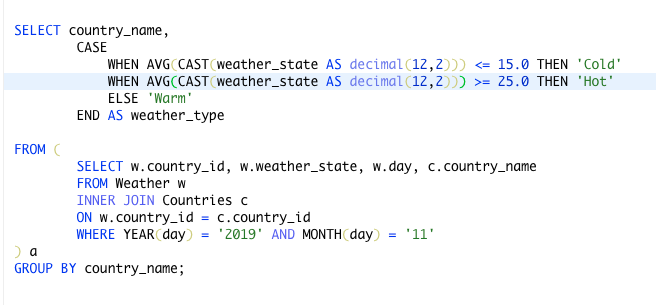 SELECT country_name,
CASE
WHEN AVG(CAST(weather_state AS decimal(12,2))) <= 15.0 THEN 'Cold'
WHEN AVG(CAST(weather_state AS decimal(12,2))) >= 25.0 THEN 'Hot'
ELSE 'Warm'
END AS weather_type
FROM (
SELECT w.country_id, w.weather_state, w.day, c.country_name
FROM Weather w
INNER JOIN Countries c
ON w.country_id = c.country_id
WHERE YEAR(day) = '2019' AND MONTH(day) = '11'
) a
GROUP BY country_name;